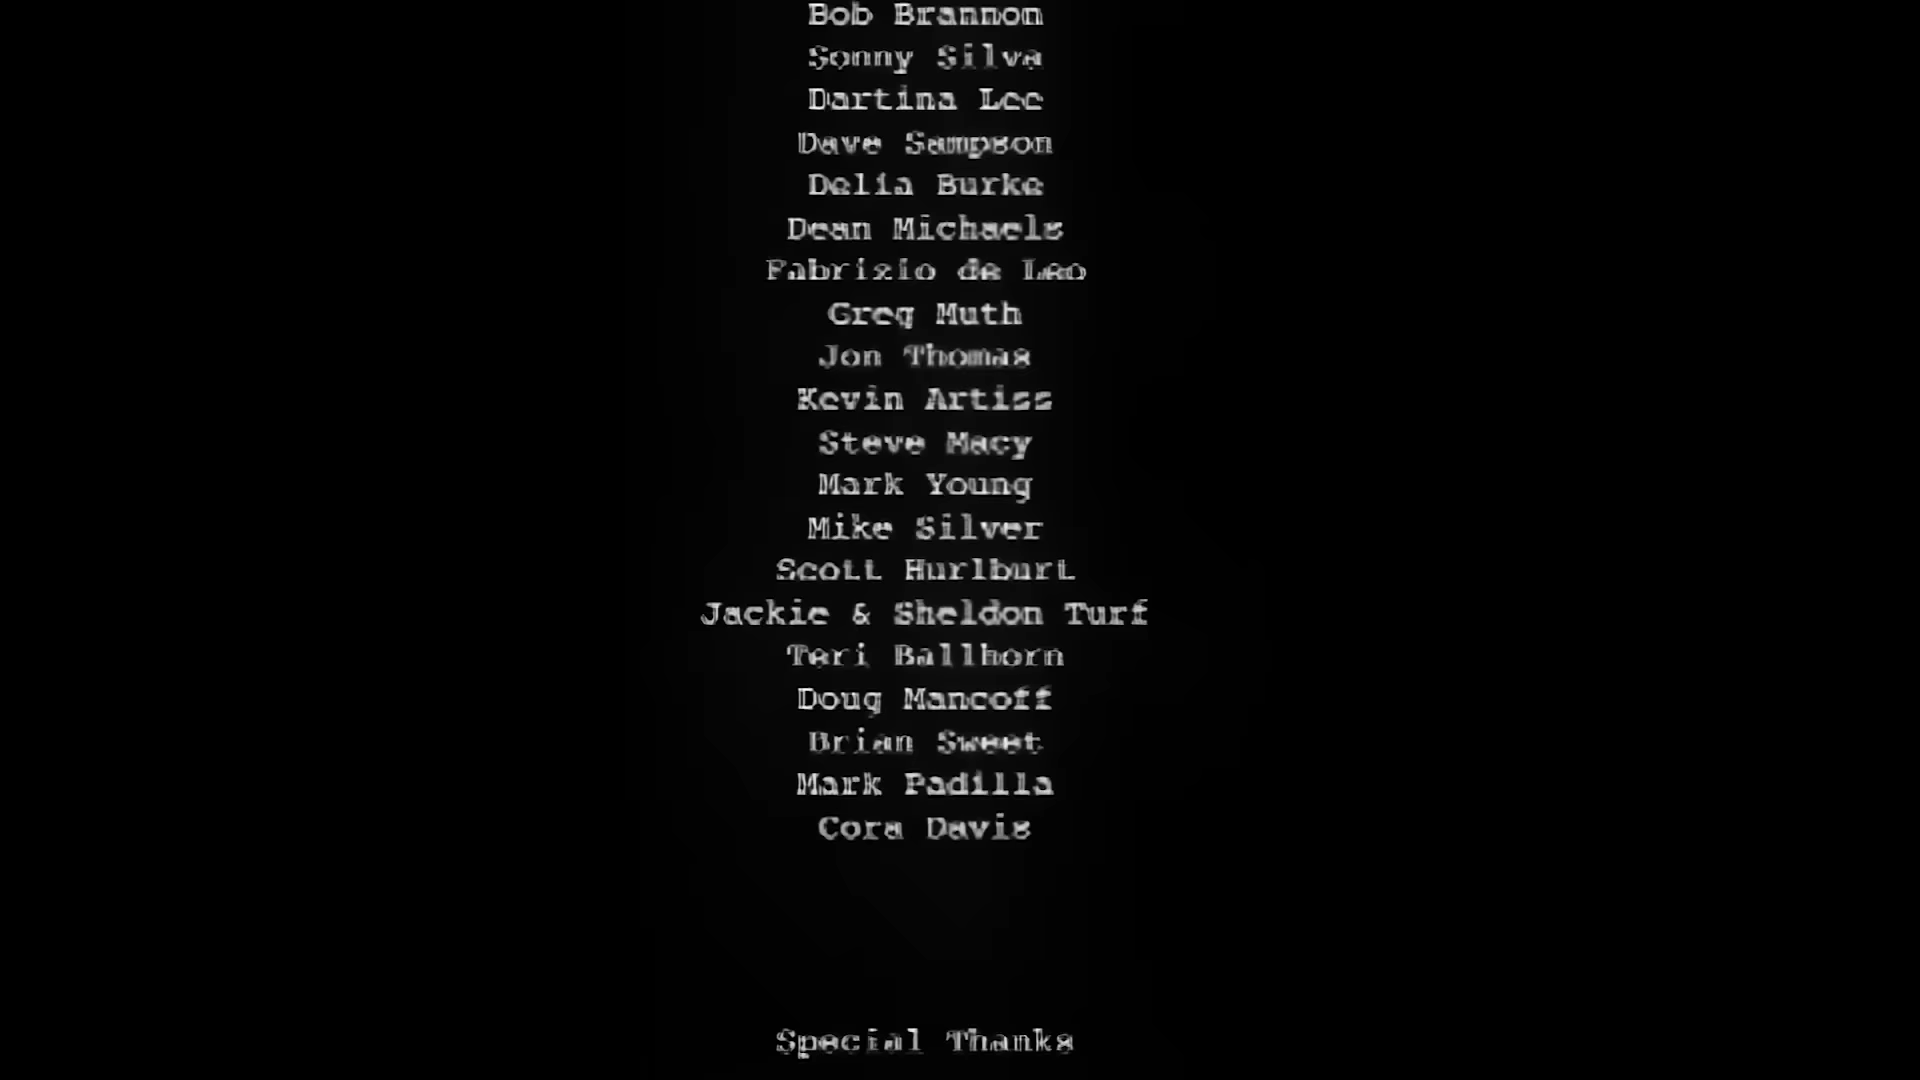 Bob Brannon
Sonny Silva
Dartina Lee
Dave Sampson
Delia Burke
Dean Michaels
Fabrizio de Leo
Greg Muth
Jon Thomas
Kevin Artiss
Steve Macy
Mark Young
Mike Silver
Scott Hurlburt
Jackie & Sheldon Turf
Teri Ballhorn
Doug Mancoff
Brian Sweet
Mark Padilla
Cora Davis
Special Thanks